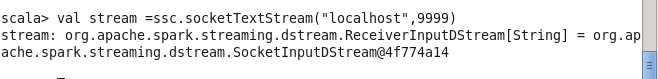 scala> val stream =ssc.socketTextStream("localhost",9999)
stream: org.apache.spark.streaming.dstream.ReceiverInputDStream[String] = org.ap
ache.spark.streaming.dstream.SocketInputDStream@4f774a14